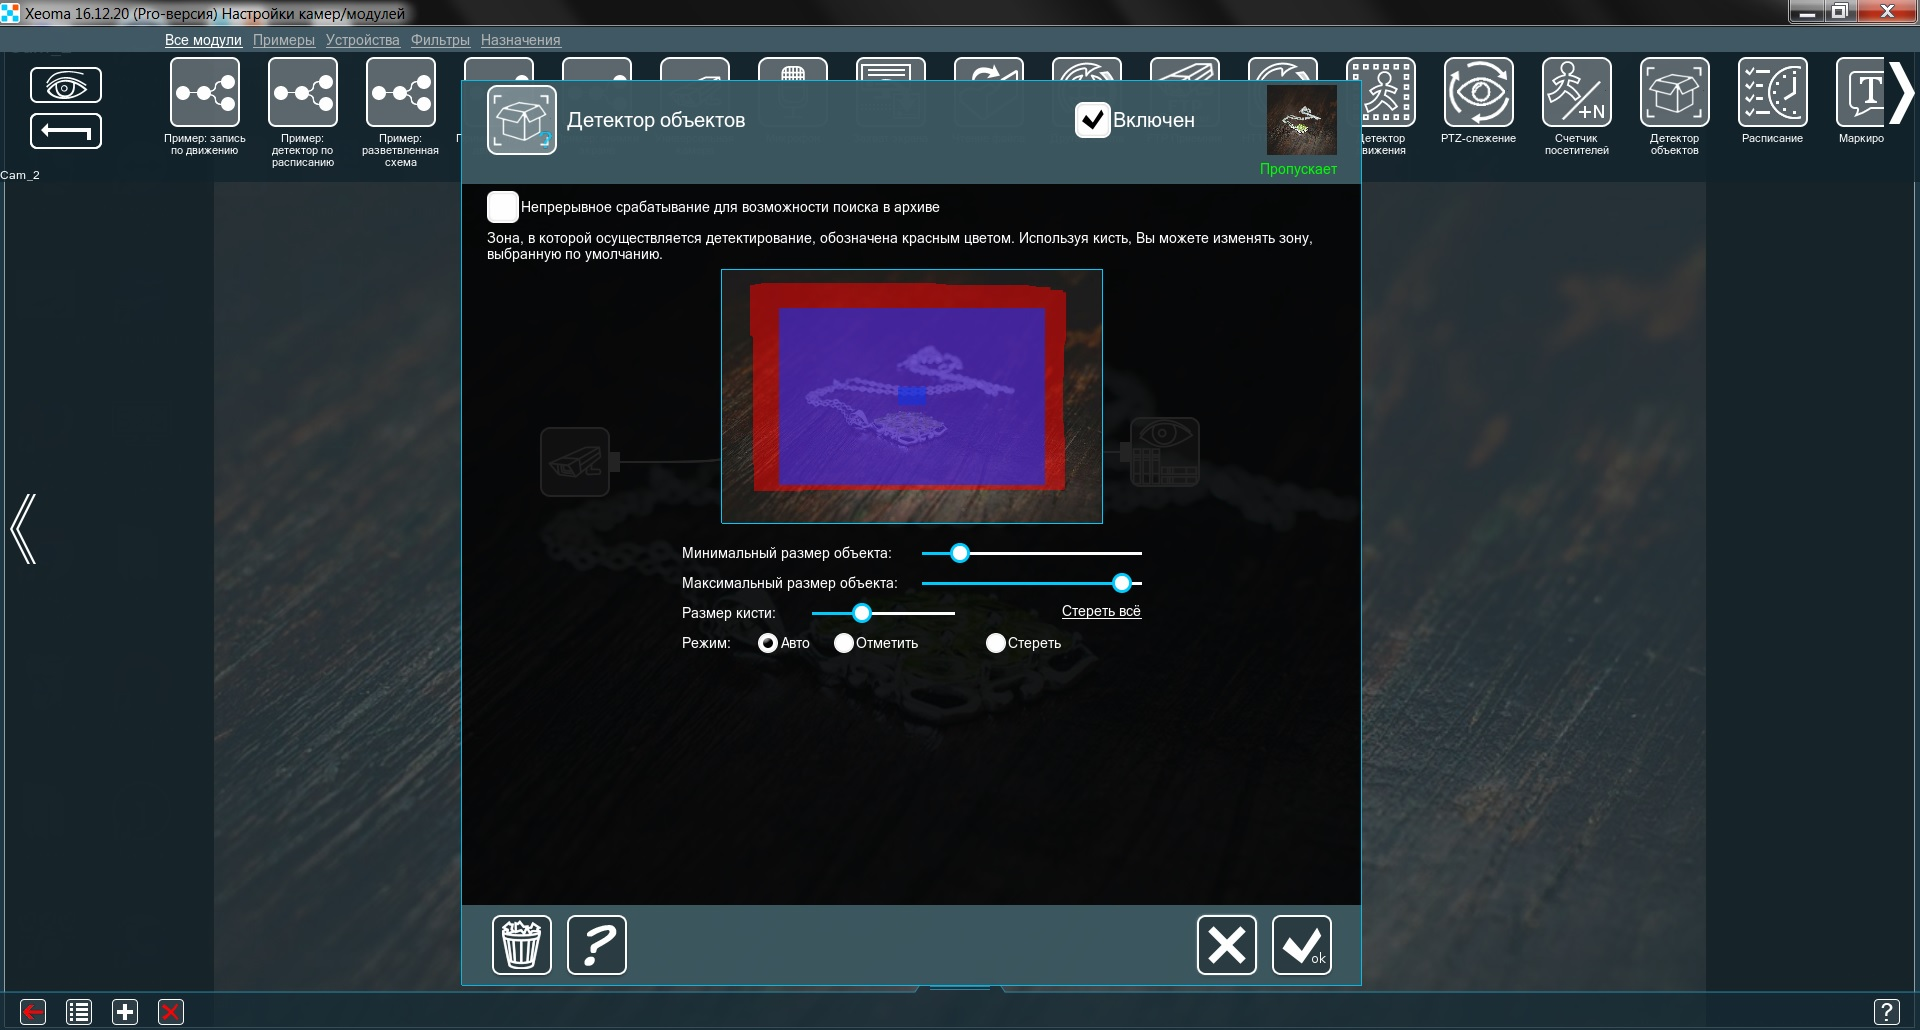 Xeoma 16.12.20 (Pro-версия) Настройки камер/модулей
Все модули Примеры Устройства Фильтры Назначения
Пример: запись
по движению
Пример:
детектор по
расписанию
Пример:
разветвленная
схема
PTZ-слежение
Счетчик
посетителей
Детектор
объектов
Расписание
T
Маркиро
+N
Cam_2
Детектор объектов
Включен
Пропускает
Непрерывное срабатывание для возможности поиска в архиве
Зона, в которой осуществляется детектирование, обозначена красным цветом. Используя кисть, Вы можете изменять зону,
выбранную по умолчанию.
Минимальный размер объекта:
Максимальный размер объекта:
Размер кисти:
Стереть всё
Режим: Авто Отметить Стереть
?
ok
?